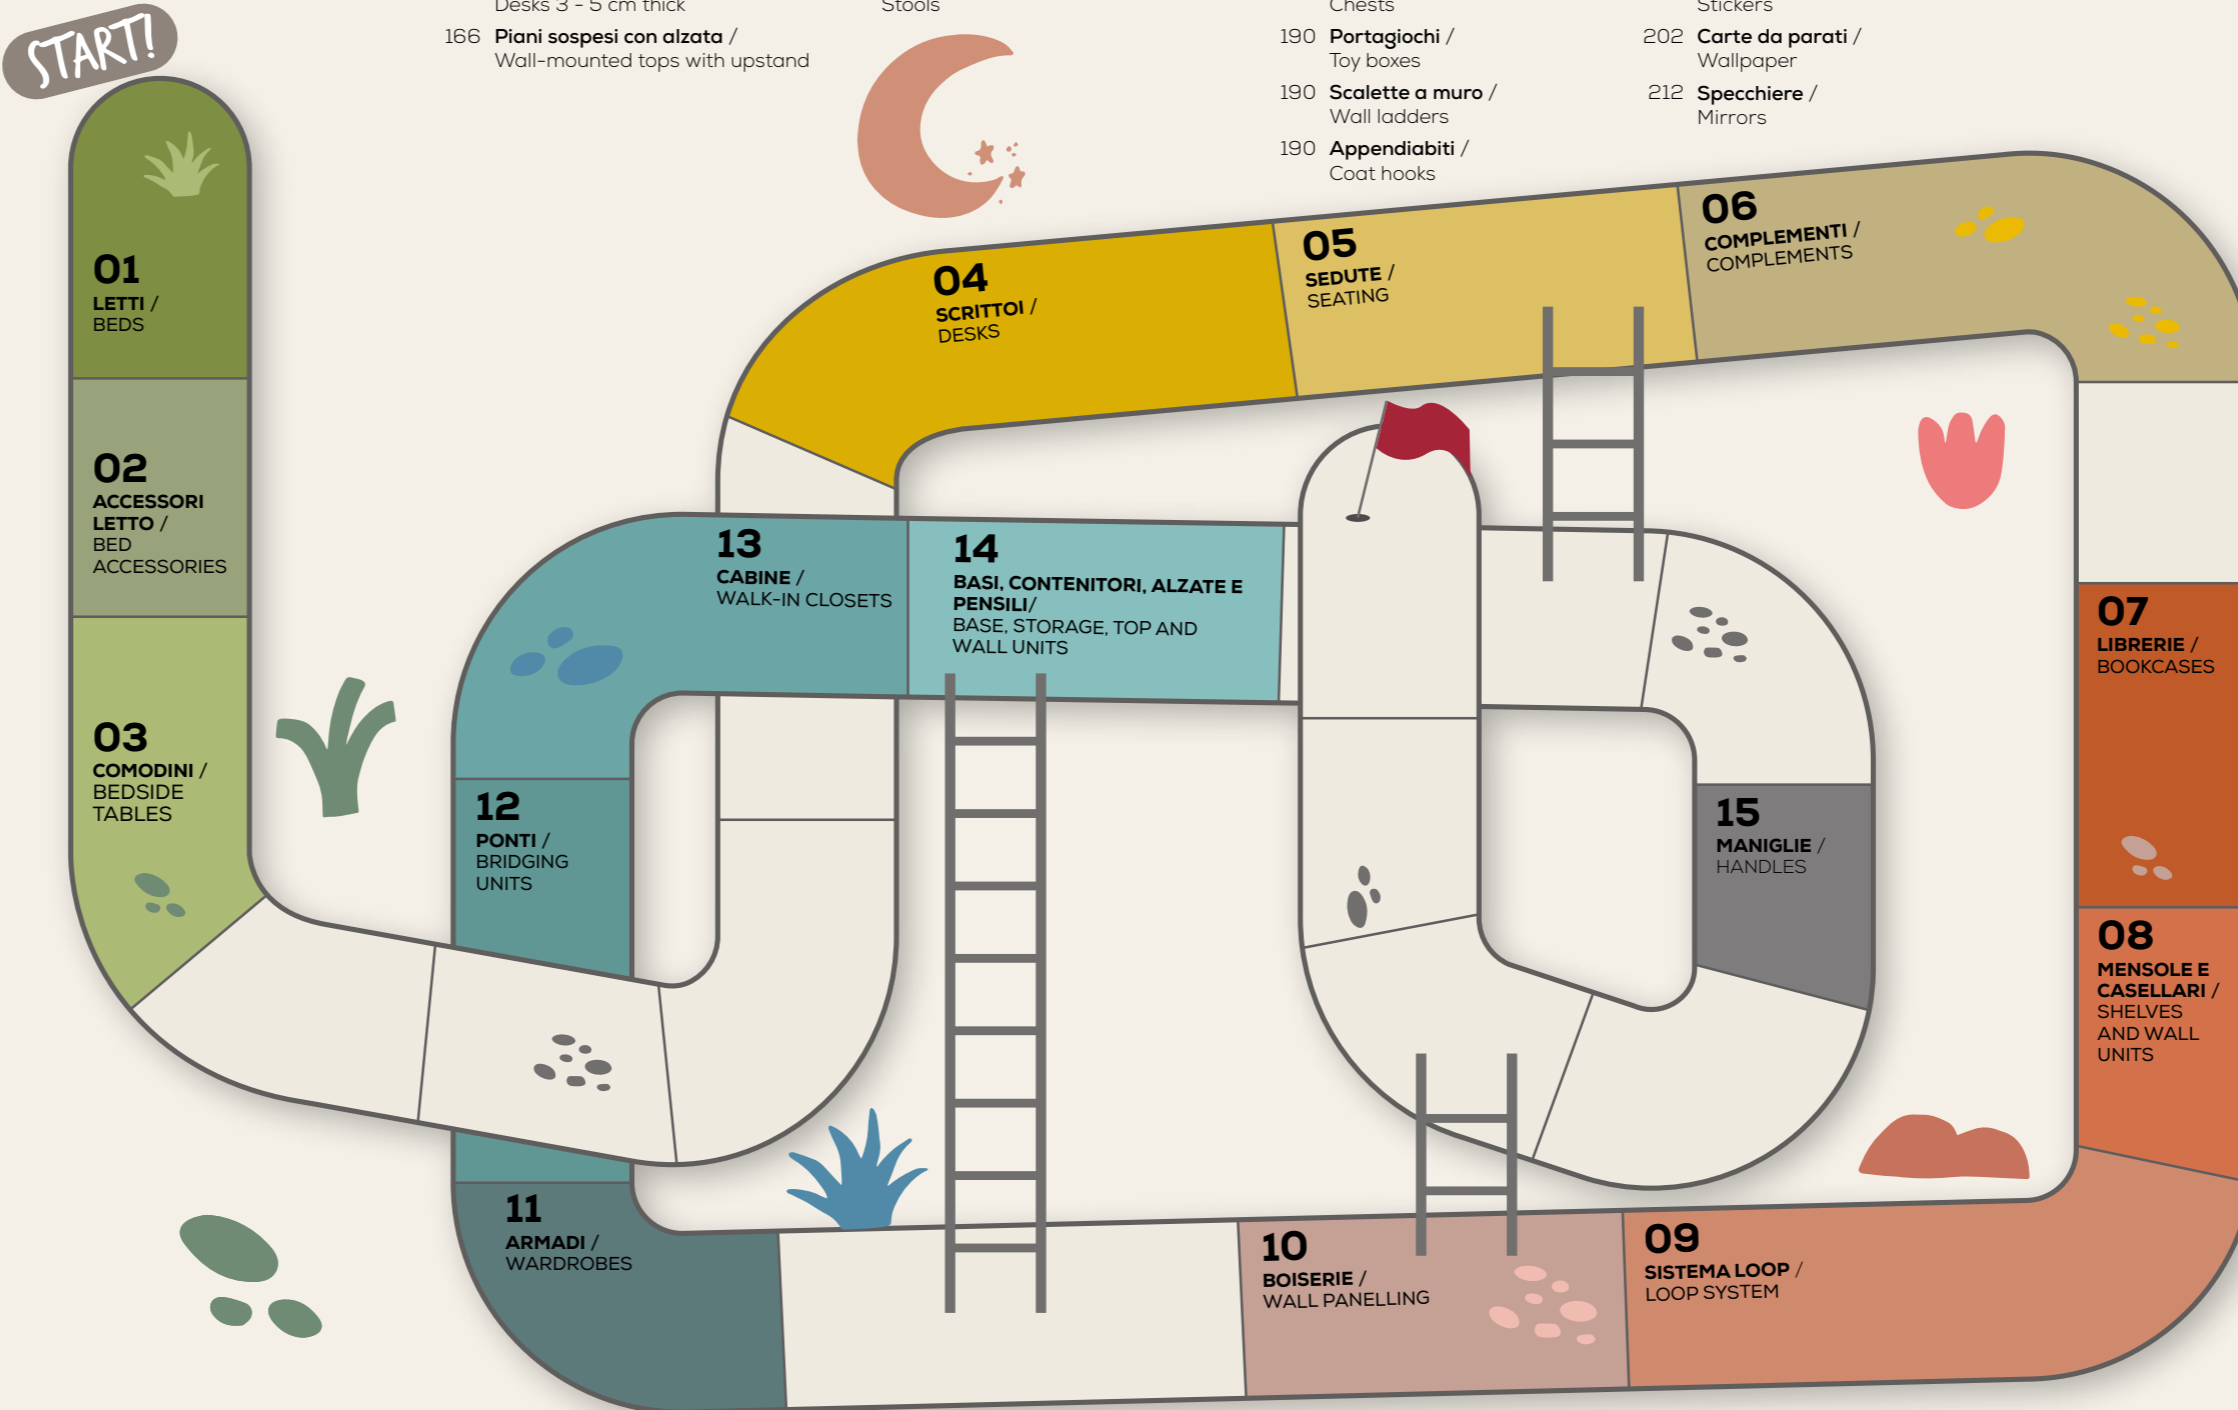 START!
Desks 3 - 5 cm thick
166 Piani sospesi con alzata /
Wall-mounted tops with upstand
Stools
Chests
190 Portagiochi /
Toy boxes
190 Scalette a muro /
Wall ladders
190 Appendiabiti /
Coat hooks
Stickers
202 Carte da parati /
Wallpaper
212 Specchiere /
Mirrors
01
LETTI /
BEDS
02
ACCESSORI
LETTO /
BED
ACCESSORIES
03
COMODINI /
BEDSIDE
TABLES
04
SCRITTOI /
DESKS
05
SEDUTE /
SEATING
06
COMPLEMENTI /
COMPLEMENTS
07
LIBRERIE /
BOOKCASES
08
MENSOLE E
CASELLARI /
SHELVES
AND WALL
UNITS
09
SISTEMA LOOP /
LOOP SYSTEM
10
BOISERIE /
WALL PANELLING
11
ARMADI /
WARDROBES
12
PONTI /
BRIDGING
UNITS
13
CABINE /
WALK-IN CLOSETS
14
BASI, CONTENITORI, ALZATE E
PENSILI/
BASE, STORAGE, TOP AND
WALL UNITS
15
MANIGLIE /
HANDLES